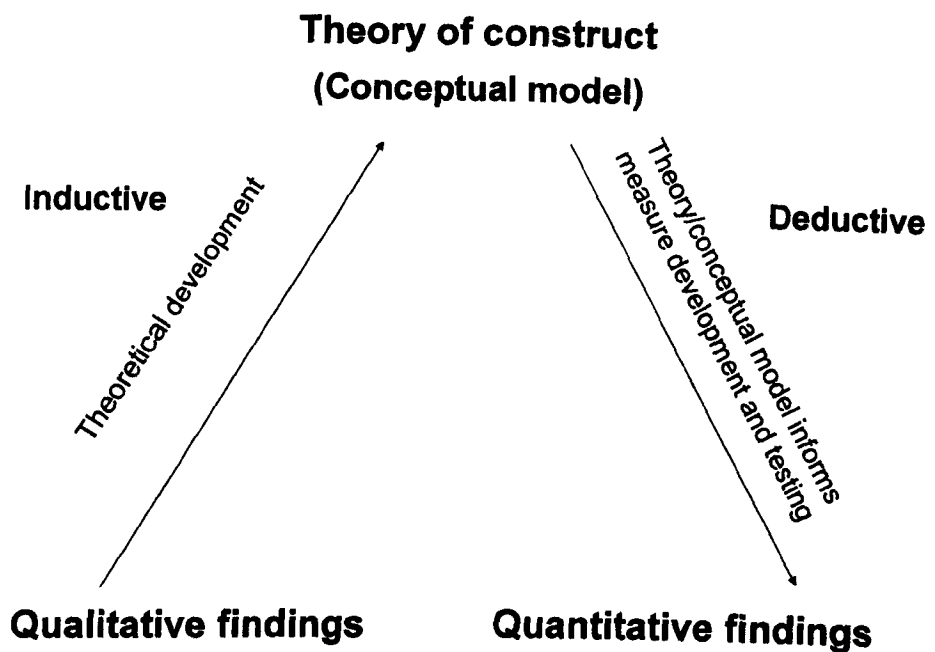 Theory of construct
(Conceptual model)
Inductive
Theoretical development
Theory/conceptual model informs
measure development and testing
Deductive
Qualitative findings
Quantitative findings